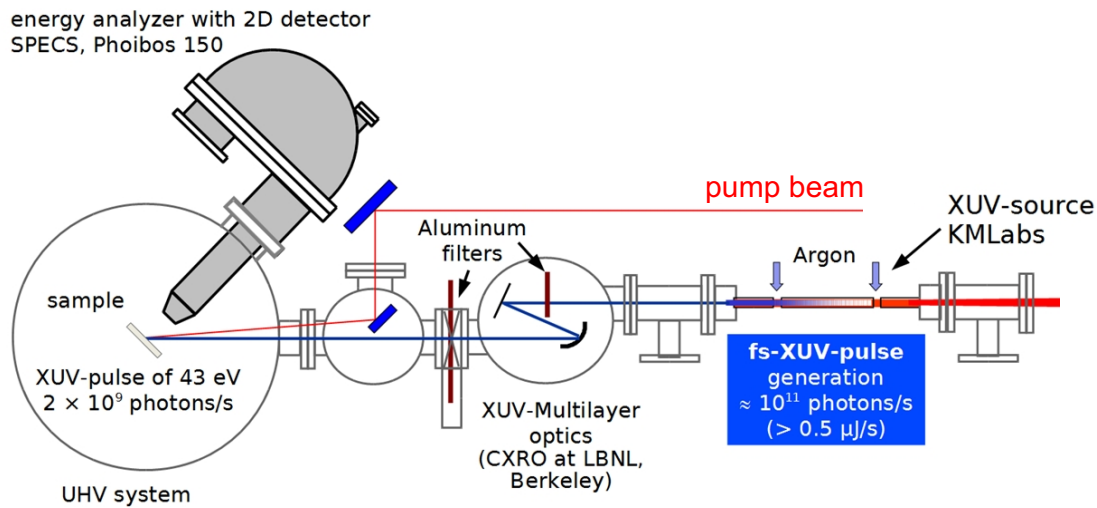 energy analyzer with 2D detector
SPECS, Phoibos 150
pump beam
XUV-source
KMLabs
Aluminum
filters
Argon
sample
XUV-pulse of 43 eV
2 × 10⁹ photons/s
fs-XUV-pulse
generation
≈ 10¹¹ photons/s
(> 0.5 µJ/s)
XUV-Multilayer
optics
(CXRO at LBNL,
Berkeley)
UHV system